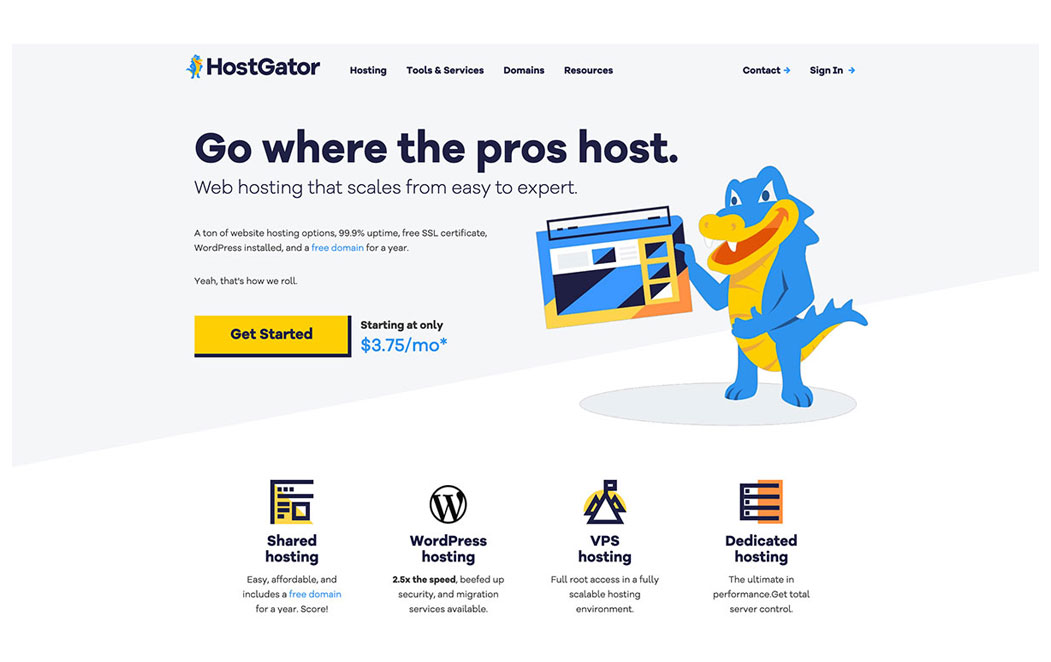 HostGator Hosting Tools & Services Domains Resources Contact → Sign In →
Go where the pros host.
Web hosting that scales from easy to expert.
A ton of website hosting options, 99.9% uptime, free SSL certificate,
WordPress installed, and a free domain for a year.
Yeah, that's how we roll.
Get Started
Starting at only
$3.75/mo*
Shared
hosting
Easy, affordable, and
includes a free domain
for a year. Score!
WordPress
hosting
2.5x the speed, beefed up
security, and migration
services available.
VPS
hosting
Full root access in a fully
scalable hosting
environment.
Dedicated
hosting
The ultimate in
performance.Get total
server control.